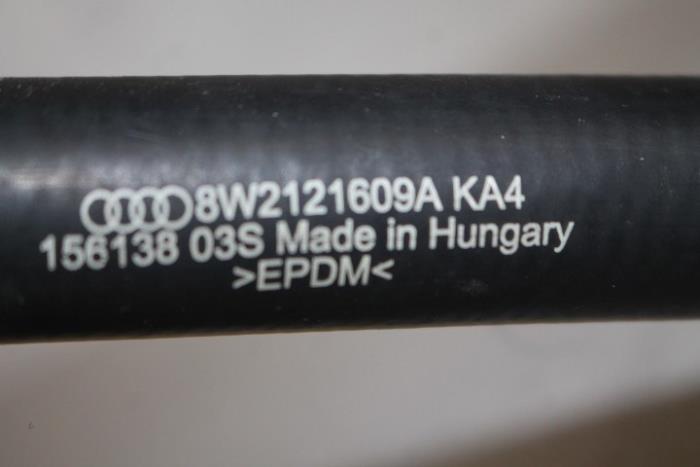 8W2121609A KA4
156138 03S Made in Hungary
>EPDM<